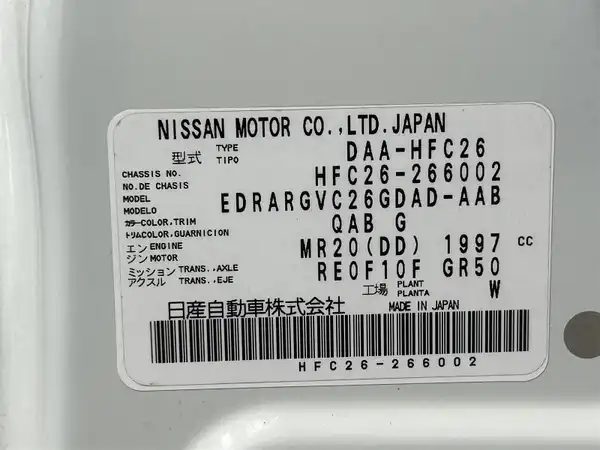 NISSAN MOTOR CO.,LTD.JAPAN
型式 TYPE TIPO DAA-HFC26
CHASSIS NO. NO.DE CHASIS HFC26-266002
MODEL MODELO EDRARGVC26GDAD-AAB
カラー COLOR,TRIM トリム COLOR,GUARNICION QAB G
エンジン ENGINE MOTOR MR20(DD) 1997 CC
ミッション アクスル TRANS.,AXLE TRANS.,EJE RE0F10F GR50
工場 PLANT PLANTA W
日産自動車株式会社 MADE IN JAPAN
HFC26-266002